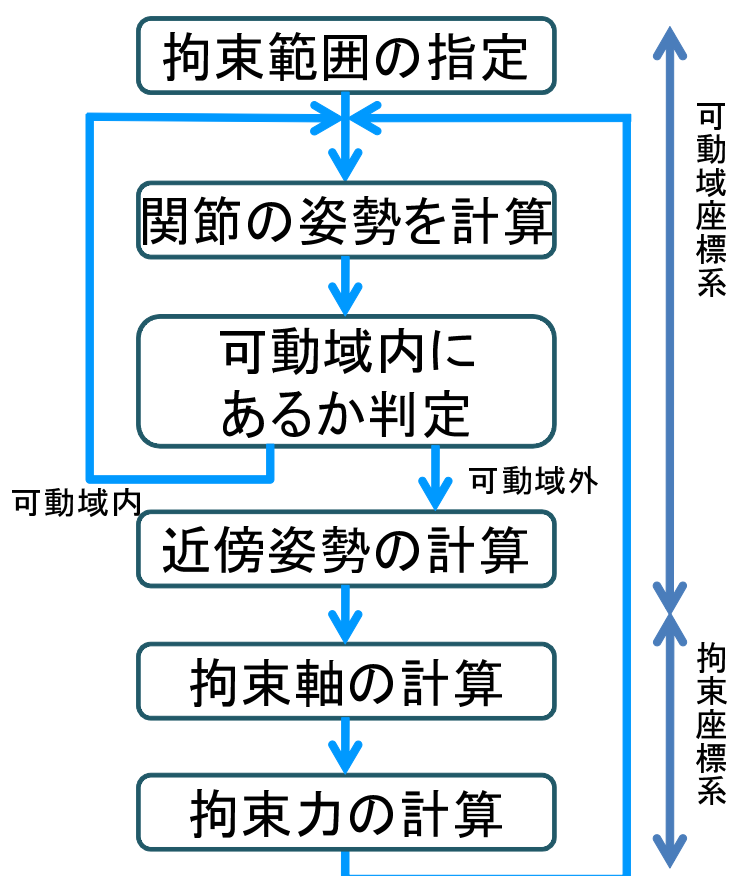 拘束範囲の指定
関節の姿勢を計算
可動域内に
あるか判定
可動域内
可動域外
近傍姿勢の計算
拘束軸の計算
拘束力の計算
可動域座標系
拘束座標系